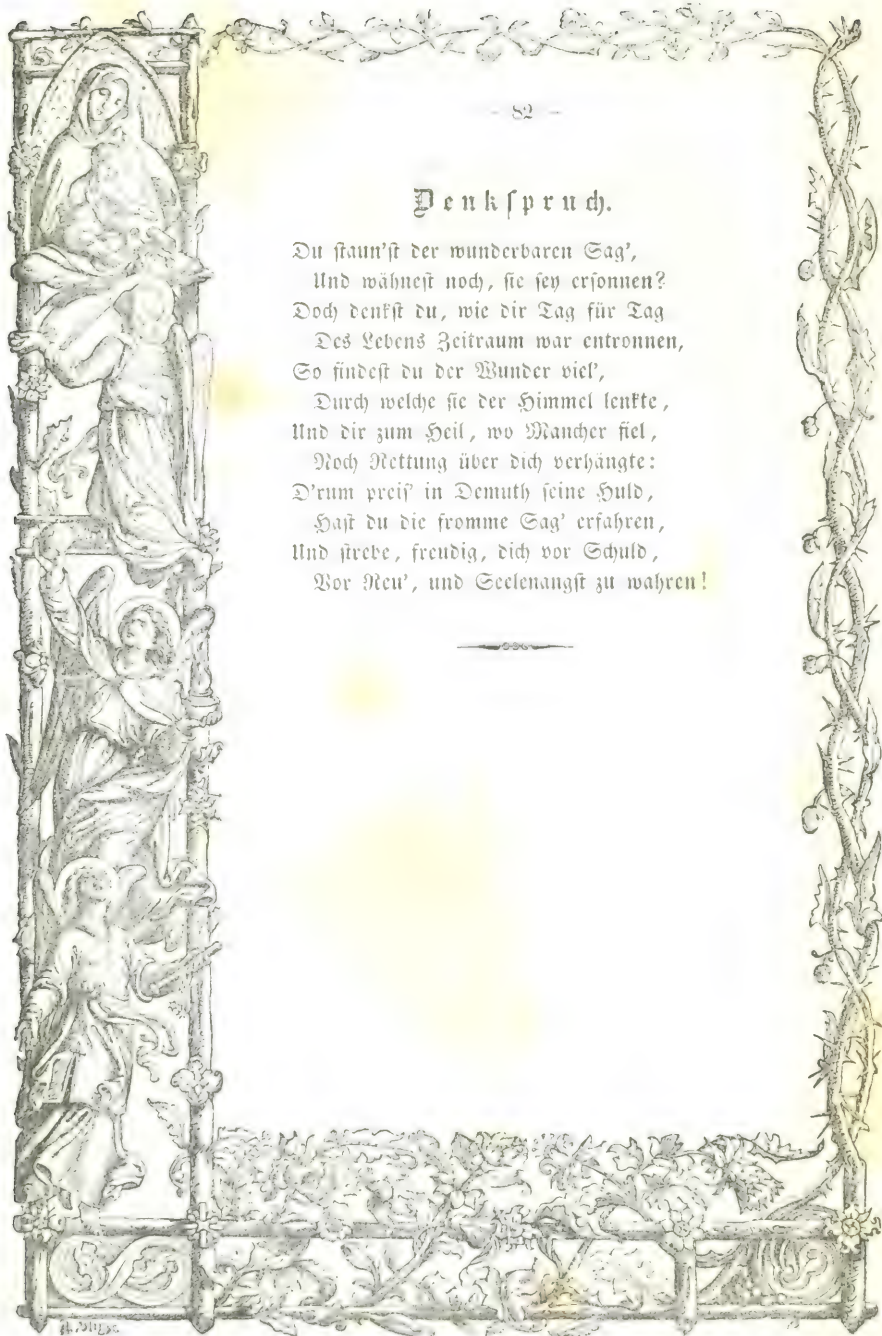 – 82 –
Denkspruch.
Du staun'st der wunderbaren Sag',
Und wähnest noch, sie sey ersonnen?
Doch denkst du, wie dir Tag für Tag
Des Lebens Zeitraum war entronnen,
So findest du der Wunder viel',
Durch welche sie der Himmel lenkte,
Und dir zum Heil, wo Mancher fiel,
Noch Rettung über dich verhängte:
D'rum preis' in Demuth seine Huld,
Hast du die fromme Sag' erfahren,
Und strebe, freudig, dich vor Schuld,
Vor Reu', und Seelenangst zu wahren!